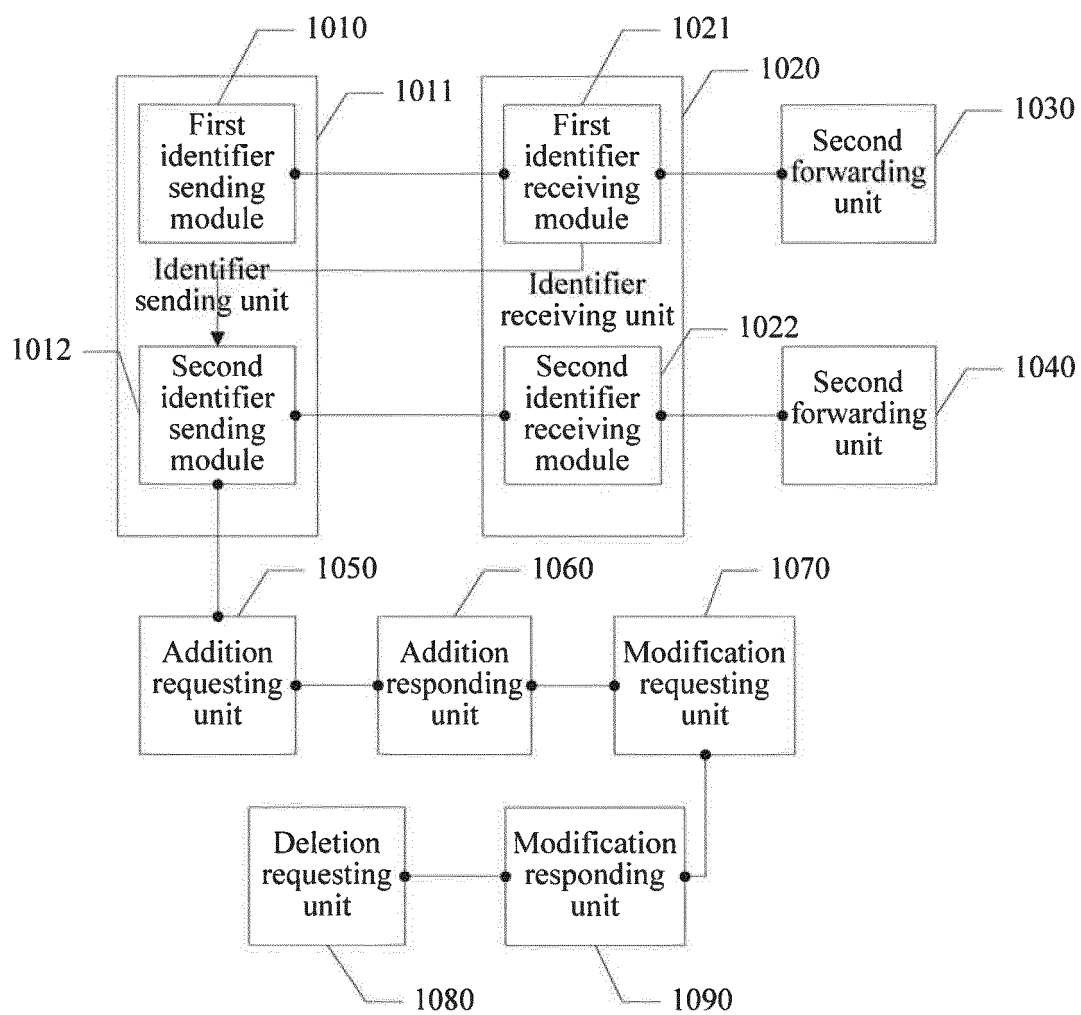 1010
1021
1011
1020
1030
First
identifier
sending
module
First
identifier
receiving
module
Second
forwarding
unit
Identifier
sending unit
Identifier
receiving unit
1012
1022
1040
Second
identifier
sending
module
Second
identifier
receiving
module
Second
forwarding
unit
1050
1060
1070
Addition
requesting
unit
Addition
responding
unit
Modification
requesting
unit
Deletion
requesting
unit
Modification
responding
unit
1080
1090